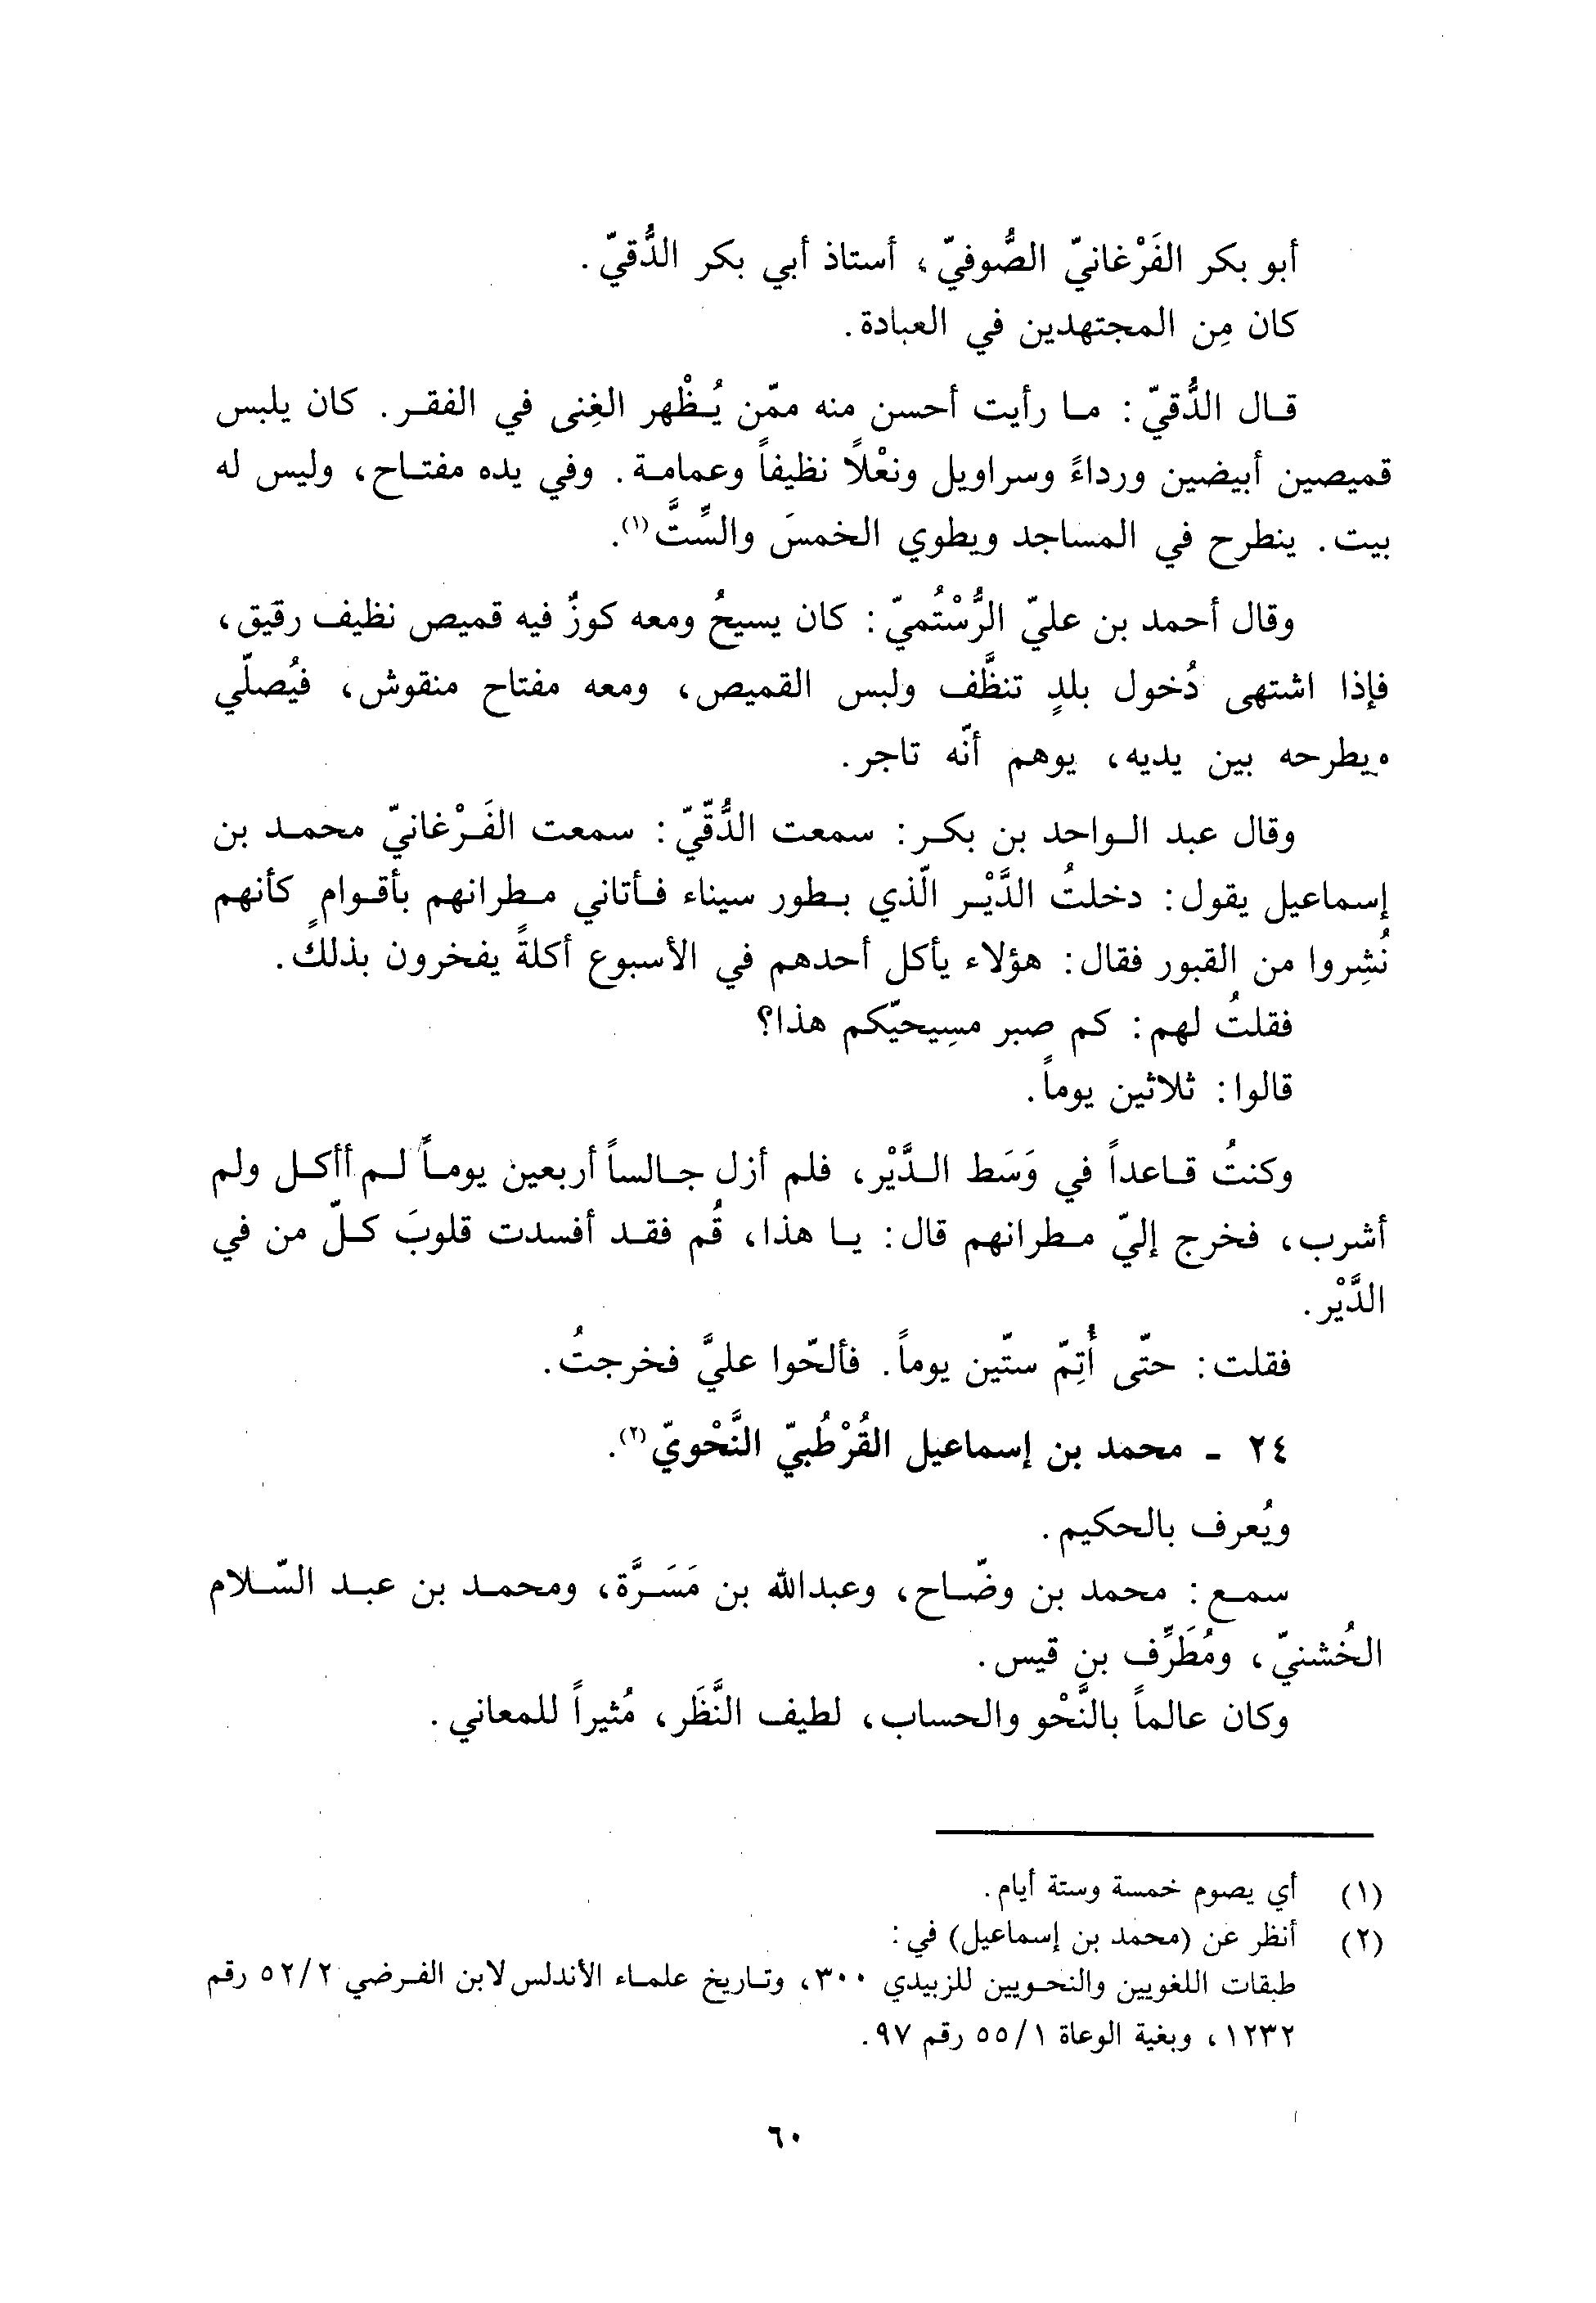 أبو بكر الفَرْغانيّ الصُّوفيّ، أستاذ أبي بكر الدُّقيّ.
كان مِن المجتهدين في العبادة.
قال الدُّقيّ: ما رأيت أحسن منه ممّن يُظْهر الغِنى في الفقر. كان يلبس
قميصين أبيضين ورداءً وسراويل ونعْلًا نظيفاً وعمامة. وفي يده مفتاح، وليس له
بيت. ينطرح في المساجد ويطوي الخمسَ والسِّتَّ(١).
وقال أحمد بن عليّ الرُّسْتُميّ: كان يسيحُ ومعه كوزٌ فيه قميص نظيف رقيق،
فإذا اشتهى دُخول بلدٍ تنظَّف ولبس القميص، ومعه مفتاح منقوش، فيُصلّي
ويطرحه بين يديه، يوهم أنّه تاجر.
وقال عبد الواحد بن بكر: سمعت الدُّقّيّ: سمعت الفَرْغانيّ محمد بن
إسماعيل يقول: دخلتُ الدَّيْر الّذي بطور سيناء فأتاني مطرانهم بأقوامٍ كأنهم
نُشِروا من القبور فقال: هؤلاء يأكل أحدهم في الأسبوع أكلةً يفخرون بذلك.
فقلتُ لهم: كم صبر مسِيحيّكم هذا؟
قالوا: ثلاثين يوماً.
وكنتُ قاعداً في وَسَط الدَّيْر، فلم أزل جالساً أربعين يوماً لم أأكل ولم
أشرب، فخرج إليّ مطرانهم قال: يا هذا، قُم فقد أفسدت قلوبَ كلّ من في
الدَّيْر.
فقلت: حتّى أُتِمّ ستّين يوماً. فألحّوا عليَّ فخرجتُ.
٢٤ - محمد بن إسماعيل القُرْطُبيّ النَّحْويّ(٢).
ويُعرف بالحكيم.
سمع: محمد بن وضّاح، وعبدالله بن مَسَرَّة، ومحمد بن عبد السّلام
الخُشنيّ، ومُطَرِّف بن قيس.
وكان عالماً بالنَّحْو والحساب، لطيف النَّظَر، مُثيراً للمعاني.
(١) أي يصوم خمسة وستة أيام.
(٢) أنظر عن (محمد بن إسماعيل) في:
طبقات اللغويين والنحويين للزبيدي ٣٠٠، وتاريخ علماء الأندلس لابن الفرضي ٥٢/٢ رقم
١٢٣٢، وبغية الوعاة ٥٥/١ رقم ٩٧.
٦٠